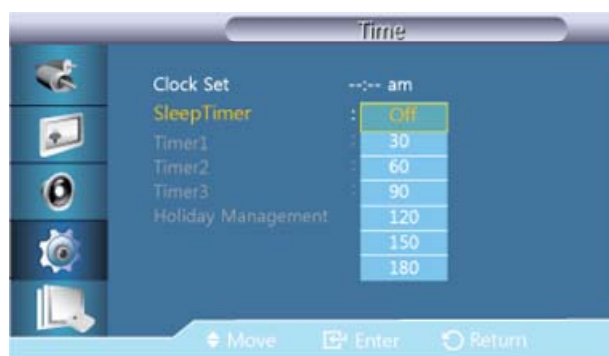 Time
Clock Set --:-- am
SleepTimer : Off
Timer1 : 30
Timer2 : 60
Timer3 : 90
Holiday Management 120
150
180
Move Enter Return